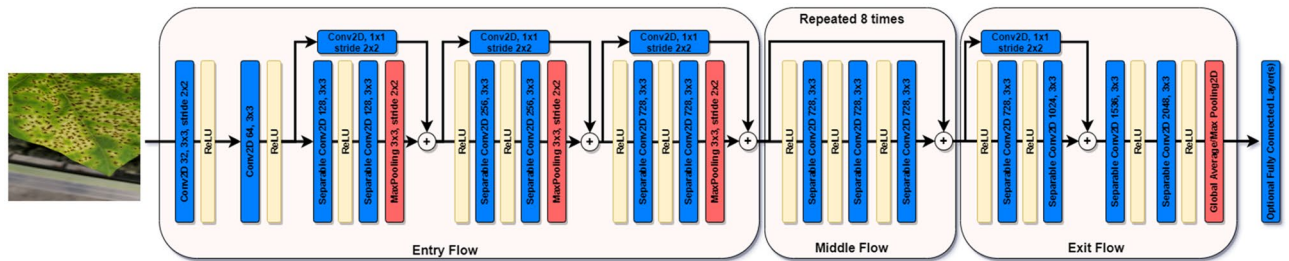 Repeated 8 times
Conv2D, 1x1
stride 2x2
Conv2D, 1x1
stride 2x2
Conv2D, 1x1
stride 2x2
Conv2D, 1x1
stride 2x2
Conv2D 32, 3x3, stride 2x2
ReLU
Conv2D 64, 3x3
ReLU
Separable Conv2D 128, 3x3
ReLU
Separable Conv2D 128, 3x3
MaxPooling 3x3, stride 2x2
+
ReLU
Separable Conv2D 256, 3x3
ReLU
Separable Conv2D 256, 3x3
MaxPooling 3x3, stride 2x2
+
ReLU
Separable Conv2D 728, 3x3
ReLU
Separable Conv2D 728, 3x3
MaxPooling 3x3, stride 2x2
+
ReLU
Separable Conv2D 728, 3x3
ReLU
Separable Conv2D 728, 3x3
ReLU
Separable Conv2D 728, 3x3
+
ReLU
Separable Conv2D 728, 3x3
ReLU
Separable Conv2D 1024, 3x3
+
Separable Conv2D 1536, 3x3
ReLU
Separable Conv2D 2048, 3x3
ReLU
Global Average/Max Pooling2D
Optional Fully Connected Layer(s)
Entry Flow
Middle Flow
Exit Flow